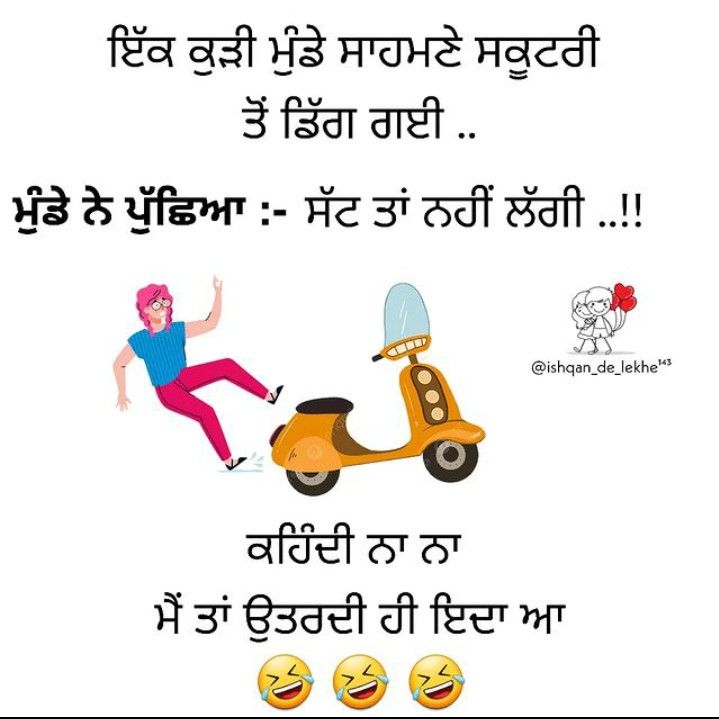 ਇੱਕ ਕੁੜੀ ਮੁੰਡੇ ਸਾਹਮਣੇ ਸਕੂਟਰੀ
ਤੋਂ ਡਿੱਗ ਗਈ ..
ਮੁੰਡੇ ਨੇ ਪੁੱਛਿਆ :- ਸੱਟ ਤਾਂ ਨਹੀਂ ਲੱਗੀ ..!!
@ishqan_de_lekhe¹⁴³
ਕਹਿੰਦੀ ਨਾ ਨਾ
ਮੈਂ ਤਾਂ ਉਤਰਦੀ ਹੀ ਇਦਾ ਆ
🤣🤣🤣